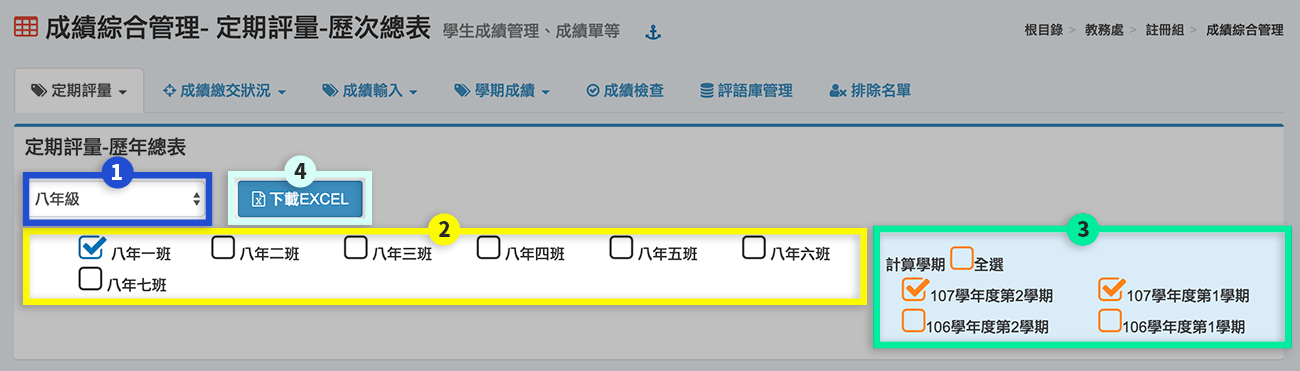 成績綜合管理- 定期評量-歷次總表 學生成績管理、成績單等
根目錄 > 教務處 > 註冊組 > 成績綜合管理
定期評量 成績繳交狀況 成績輸入 學期成績 成績檢查 評語庫管理 排除名單
定期評量-歷年總表
1
4
八年級
下載EXCEL
2
八年一班 八年二班 八年三班 八年四班 八年五班 八年六班
八年七班
3
計算學期 全選
107學年度第2學期 107學年度第1學期
106學年度第2學期 106學年度第1學期